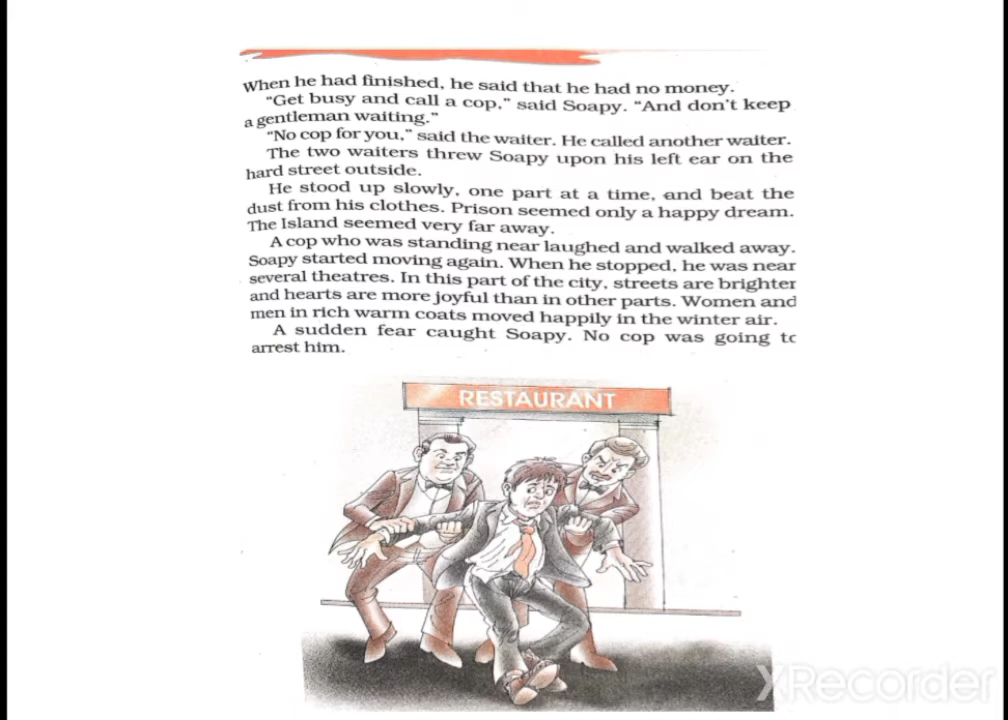 When he had finished, he said that he had no money.
"Get busy and call a cop," said Soapy. "And don't keep
a gentleman waiting."
"No cop for you," said the waiter. He called another waiter.
The two waiters threw Soapy upon his left ear on the
hard street outside.
He stood up slowly, one part at a time, and beat the
dust from his clothes. Prison seemed only a happy dream.
The Island seemed very far away.
A cop who was standing near laughed and walked away.
Soapy started moving again. When he stopped, he was near
several theatres. In this part of the city, streets are brighter
and hearts are more joyful than in other parts. Women and
men in rich warm coats moved happily in the winter air.
A sudden fear caught Soapy. No cop was going to
arrest him.
RESTAURANT
XRecorder